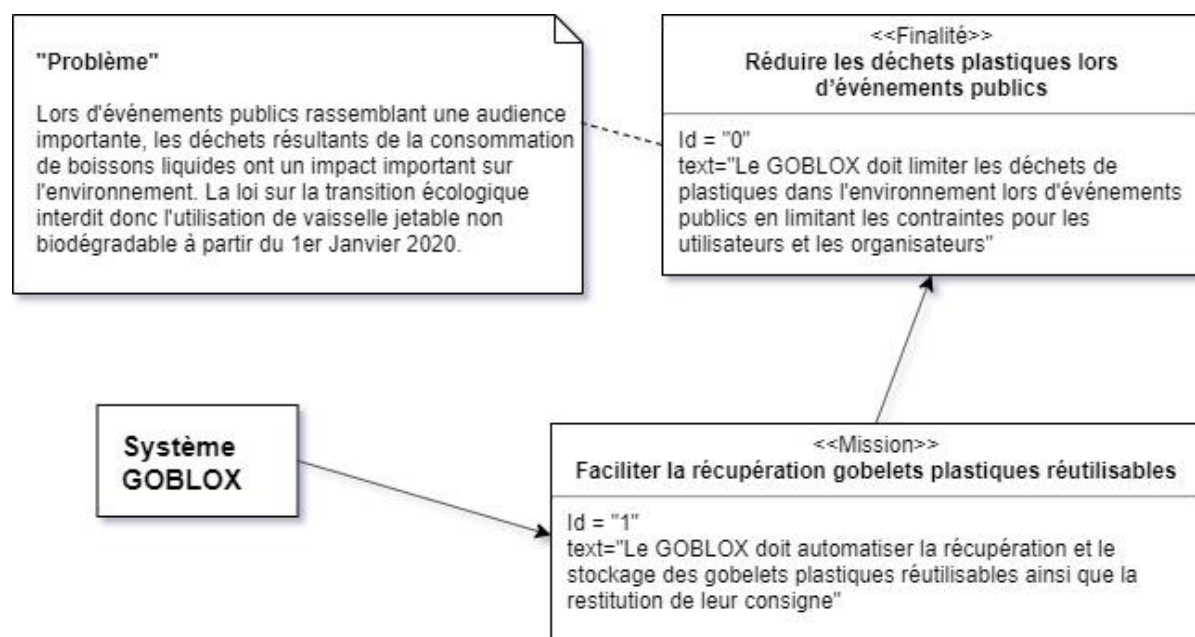 "Problème"
Lors d'événements publics rassemblant une audience
importante, les déchets résultants de la consommation
de boissons liquides ont un impact important sur
l'environnement. La loi sur la transition écologique
interdit donc l'utilisation de vaisselle jetable non
biodégradable à partir du 1er Janvier 2020.
<<Finalité>>
Réduire les déchets plastiques lors
d'événements publics
Id = "0"
text="Le GOBLOX doit limiter les déchets de
plastiques dans l'environnement lors d'événements
publics en limitant les contraintes pour les
utilisateurs et les organisateurs"
Système
GOBLOX
<<Mission>>
Faciliter la récupération gobelets plastiques réutilisables
Id = "1"
text="Le GOBLOX doit automatiser la récupération et le
stockage des gobelets plastiques réutilisables ainsi que la
restitution de leur consigne"